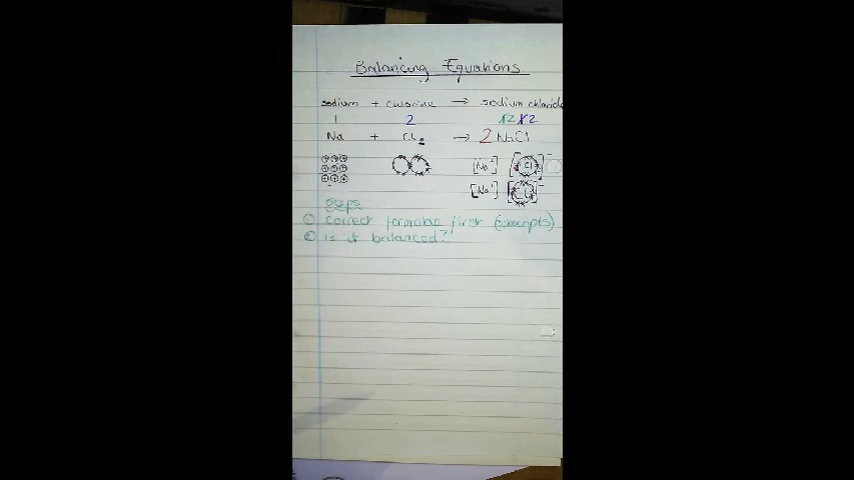 Balancing Equations
sodium + chlorine → sodium chloride
1 2 1 2 1 2
Na + Cl₂ → 2 NaCl
[Na⁺] [Cl]⁻
[Na⁺] [Cl]⁻
Steps
① Correct formulae first
② Is it balanced?